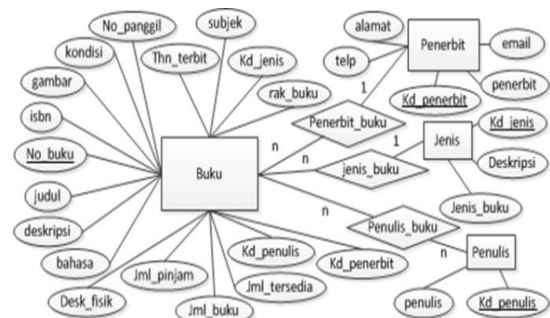 No_panggil
subjek
kondisi
Thn_terbit
Kd_jenis
gambar
rak_buku
isbn
No_buku
judul
deskripsi
bahasa
Desk_fisik
Jml_pinjam
Jml_buku
Jml_tersedia
Kd_penulis
Kd_penerbit
Buku
alamat
telp
Penerbit
email
penerbit
Kd_penerbit
1
Penerbit_buku
n
n
jenis_buku
1
Jenis
Kd_jenis
Deskripsi
Jenis_buku
n
Penulis_buku
n
Penulis
penulis
Kd_penulis